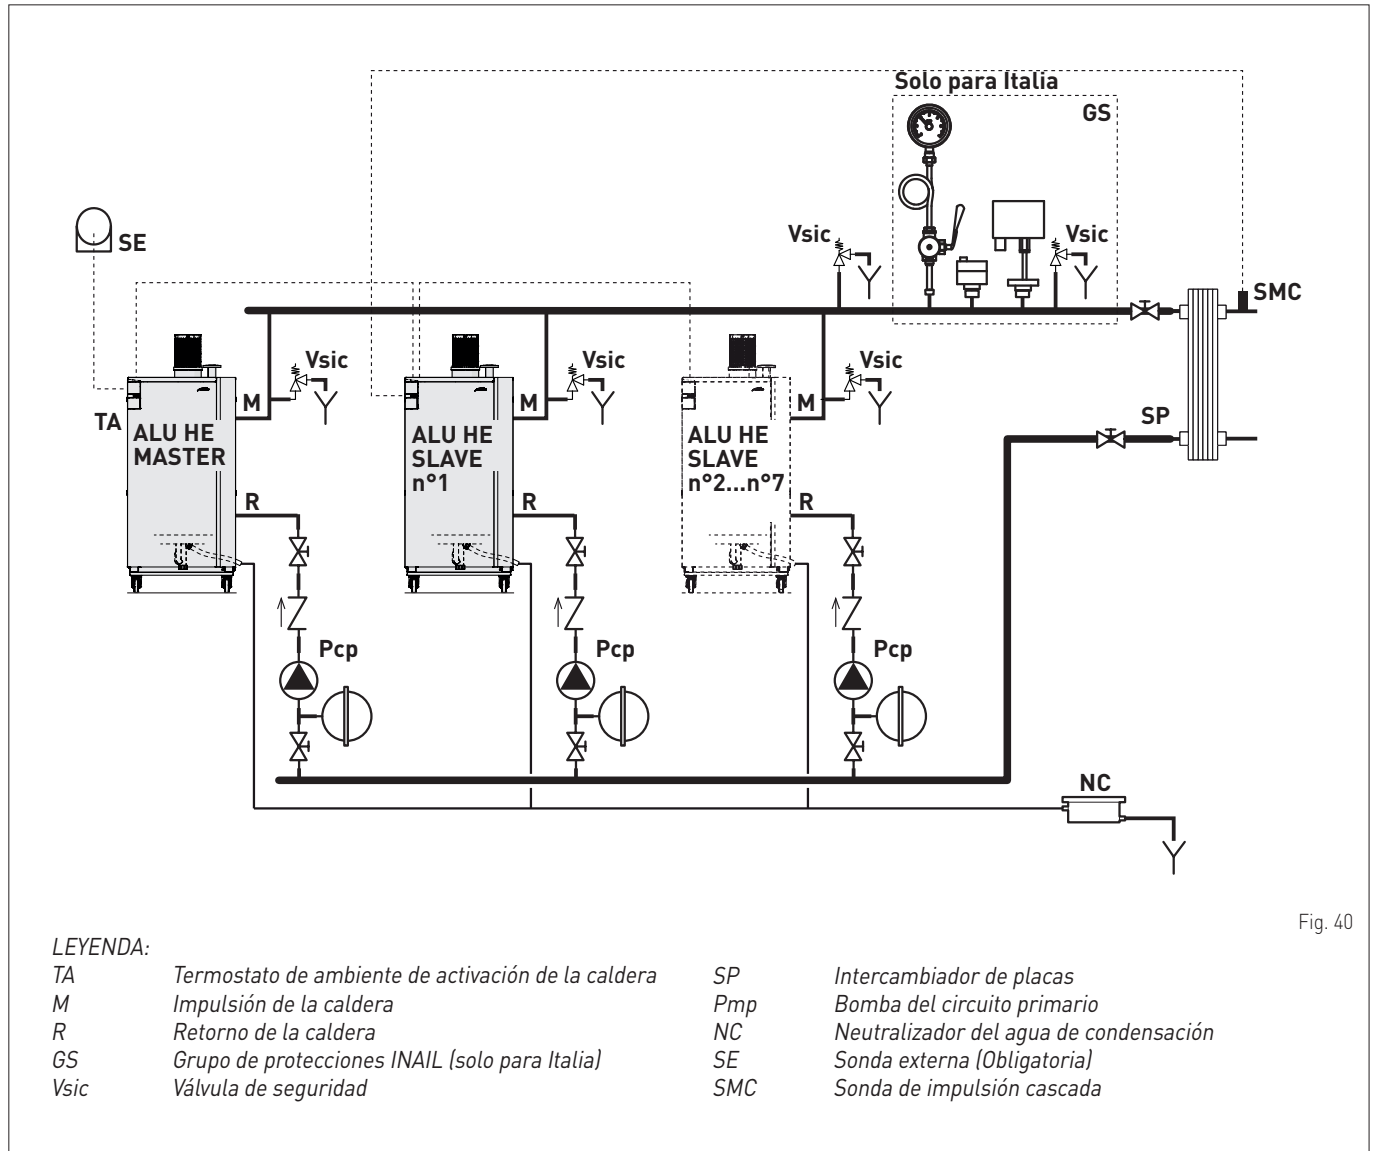 Solo para Italia
GS
SE
Vsic
Vsic
SMC
Vsic
Vsic
Vsic
M
M
M
TA
SP
ALU HE
MASTER
ALU HE
SLAVE
n°1
ALU HE
SLAVE
n°2...n°7
R
R
R
Pcp
Pcp
Pcp
NC
Fig. 40
LEYENDA:
TA Termostato de ambiente de activación de la caldera
M Impulsión de la caldera
R Retorno de la caldera
GS Grupo de protecciones INAIL (solo para Italia)
Vsic Válvula de seguridad
SP Intercambiador de placas
Pmp Bomba del circuito primario
NC Neutralizador del agua de condensación
SE Sonda externa (Obligatoria)
SMC Sonda de impulsión cascada